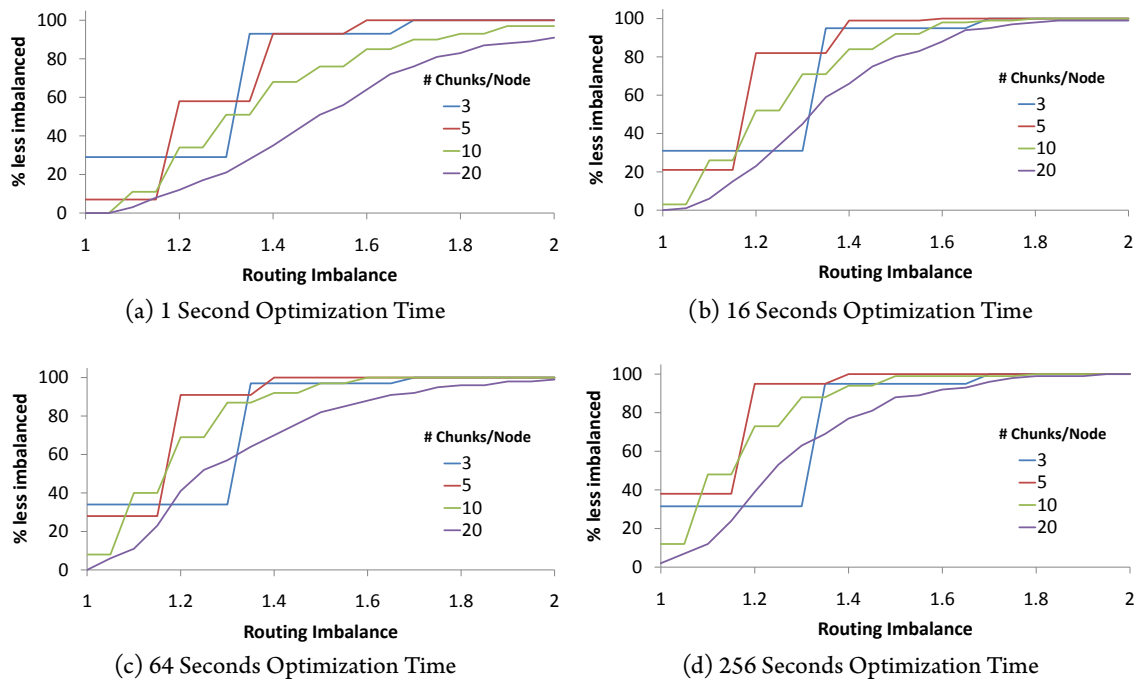 % less imbalanced
100
80
60
40
20
0
# Chunks/Node
3
5
10
20
1 1.2 1.4 1.6 1.8 2
Routing Imbalance
(a) 1 Second Optimization Time
% less imbalanced
100
80
60
40
20
0
# Chunks/Node
3
5
10
20
1 1.2 1.4 1.6 1.8 2
Routing Imbalance
(b) 16 Seconds Optimization Time
% less imbalanced
100
80
60
40
20
0
# Chunks/Node
3
5
10
20
1 1.2 1.4 1.6 1.8 2
Routing Imbalance
(c) 64 Seconds Optimization Time
% less imbalanced
100
80
60
40
20
0
# Chunks/Node
3
5
10
20
1 1.2 1.4 1.6 1.8 2
Routing Imbalance
(d) 256 Seconds Optimization Time